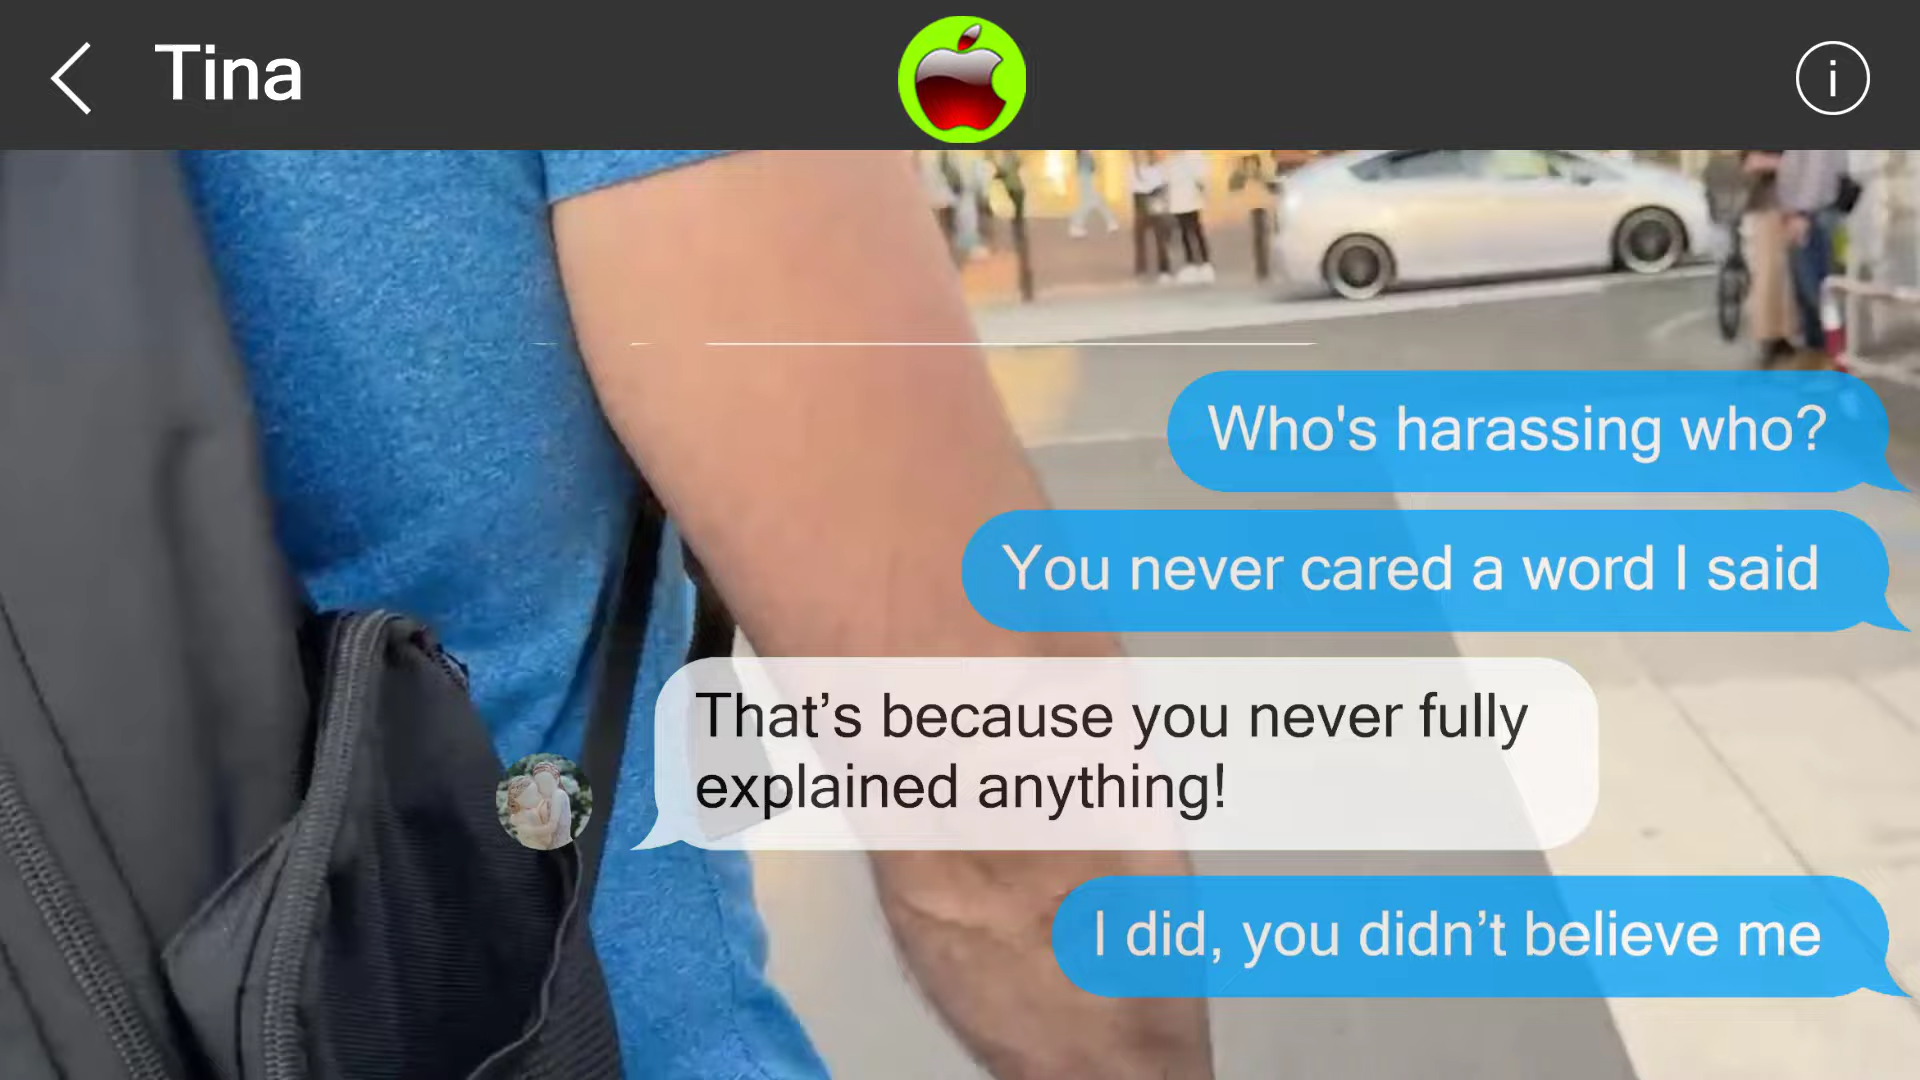 Tina
i
Who's harassing who?
You never cared a word I said
That’s because you never fully
explained anything!
I did, you didn’t believe me